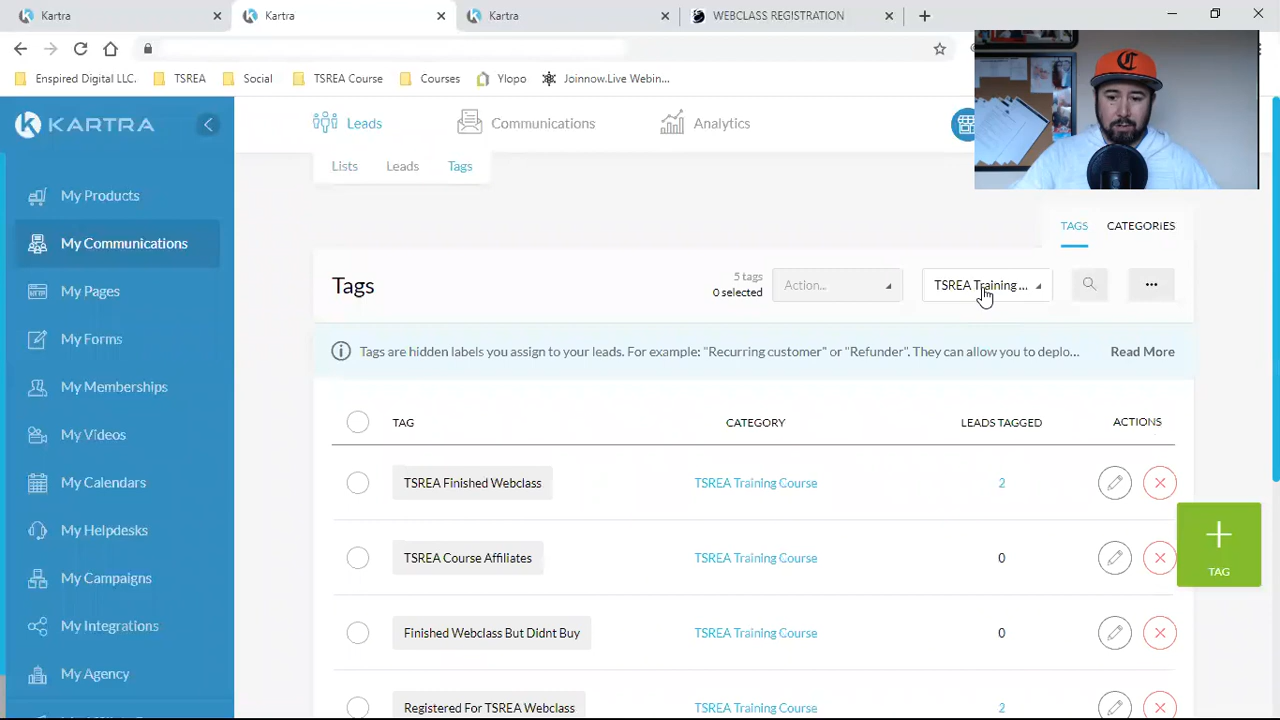 Kartra
Kartra
Kartra
WEBCLASS REGISTRATION
Enspired Digital LLC.
TSREA
Social
TSREA Course
Courses
Ylopo
Joinnow.Live Webin...
KARTRA
Leads
Communications
Analytics
Lists
Leads
Tags
My Products
My Communications
My Pages
My Forms
My Memberships
My Videos
My Calendars
My Helpdesks
My Campaigns
My Integrations
My Agency
TAGS
CATEGORIES
Tags
5 tags
0 selected
Action...
TSREA Training ...
Tags are hidden labels you assign to your leads. For example: "Recurring customer" or "Refunder". They can allow you to deplo...
Read More
TAG
CATEGORY
LEADS TAGGED
ACTIONS
TSREA Finished Webclass
TSREA Training Course
2
TSREA Course Affiliates
TSREA Training Course
0
Finished Webclass But Didnt Buy
TSREA Training Course
0
Registered For TSREA Webclass
TSREA Training Course
2
TAG